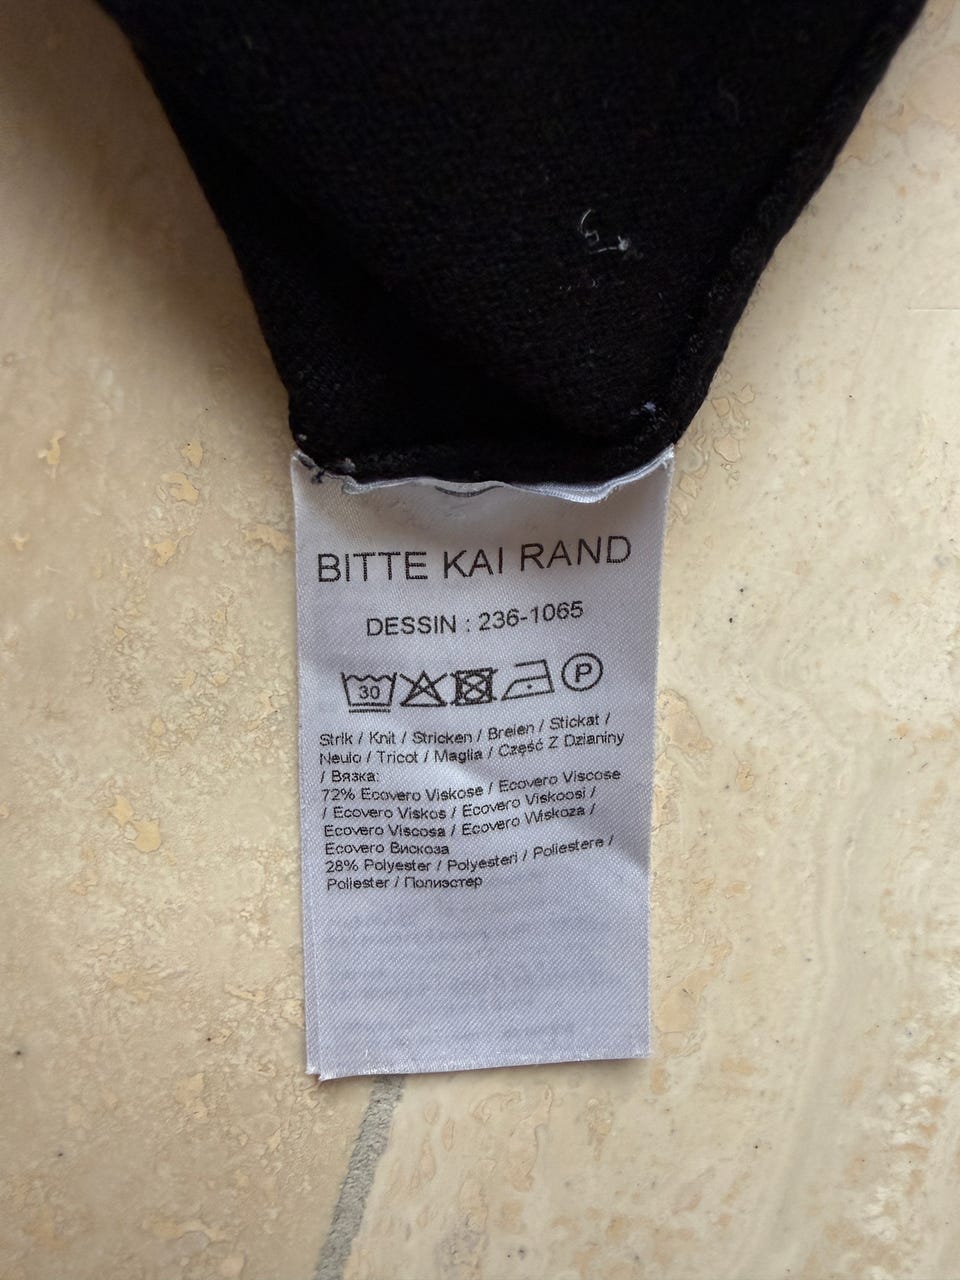 BITTE KAI RAND
DESSIN : 236-1065
30 P
Strik / Knit / Stricken / Breien / Stickat /
Neulo / Tricot / Maglia / Część Z Dzianiny
/ Вязка:
72% Ecovero Viskose / Ecovero Viscose
/ Ecovero Viskos / Ecovero Viskoosi /
Ecovero Viscosa / Ecovero Wiskoza /
Ecovero Вискоза
28% Polyester / Polyesteri / Poliestere /
Poliester / Полиэстер